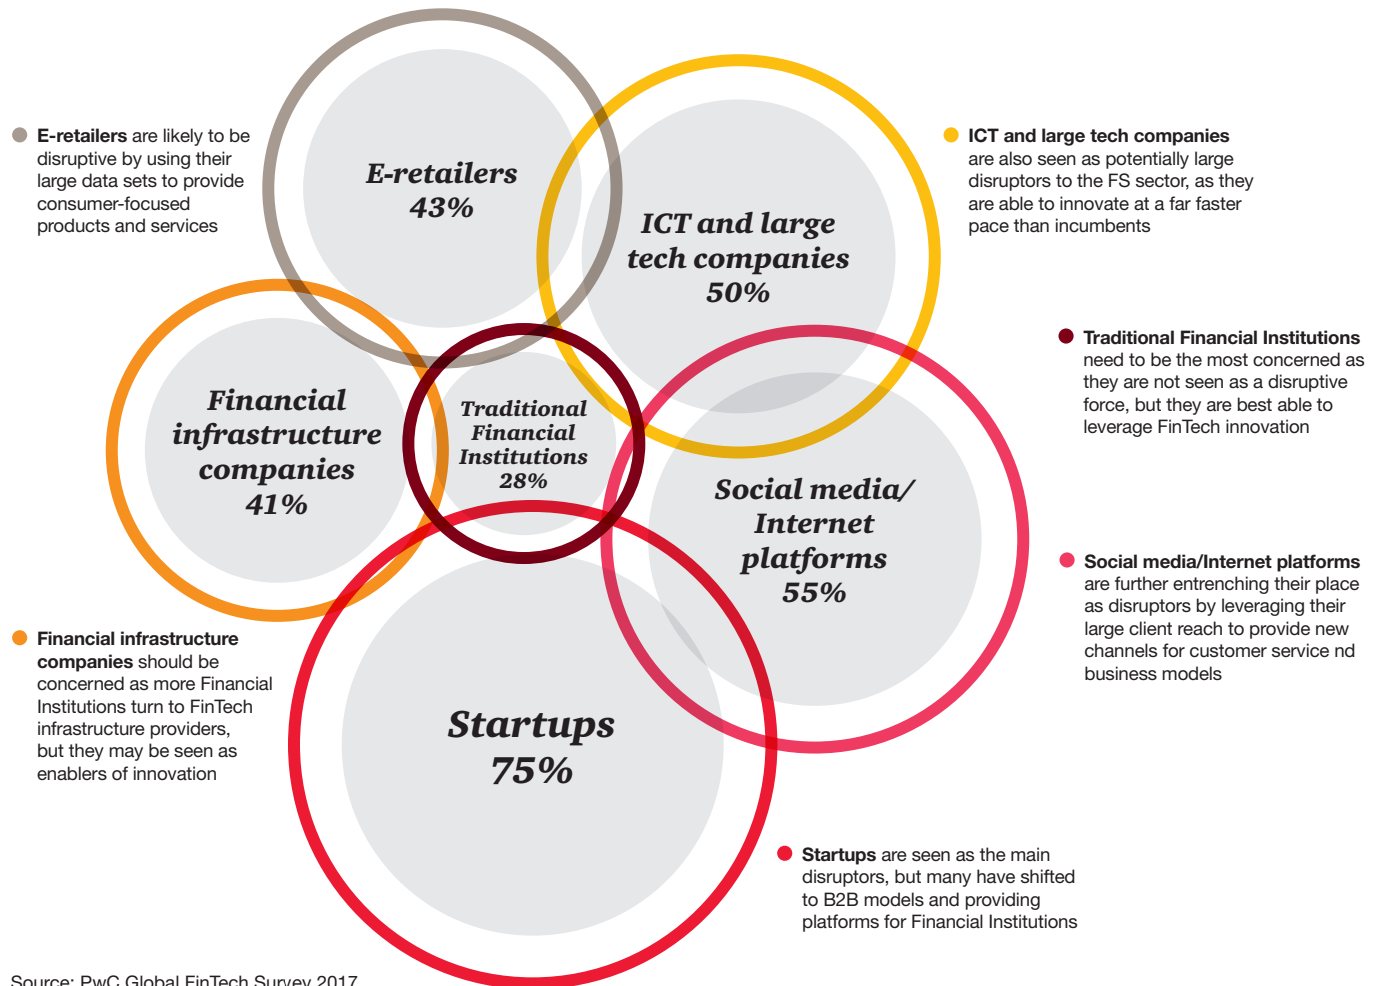 E-retailers are likely to be
disruptive by using their
large data sets to provide
consumer-focused
products and services
E-retailers
43%
ICT and large
tech companies
50%
ICT and large tech companies
are also seen as potentially large
disruptors to the FS sector, as they
are able to innovate at a far faster
pace than incumbents
Traditional Financial Institutions
need to be the most concerned as
they are not seen as a disruptive
force, but they are best able to
leverage FinTech innovation
Financial
infrastructure
companies
41%
Traditional
Financial
Institutions
28%
Social media/
Internet
platforms
55%
Social media/Internet platforms
are further entrenching their place
as disruptors by leveraging their
large client reach to provide new
channels for customer service nd
business models
Financial infrastructure
companies should be
concerned as more Financial
Institutions turn to FinTech
infrastructure providers,
but they may be seen as
enablers of innovation
Startups
75%
Startups are seen as the main
disruptors, but many have shifted
to B2B models and providing
platforms for Financial Institutions
Source: PwC Global FinTech Survey 2017